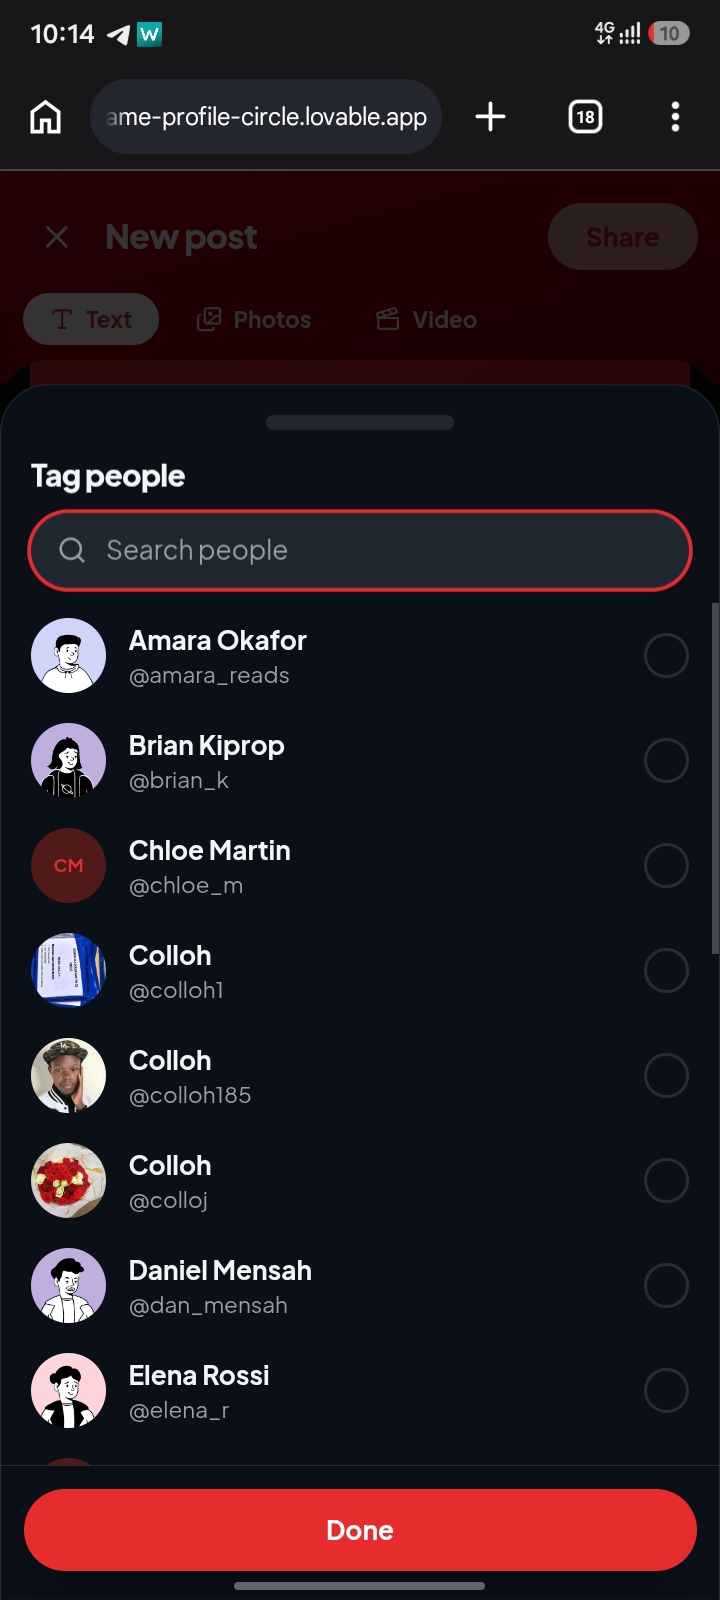 10:14
W
4G
10
ame-profile-circle.lovable.app
18
New post
Share
Text
Photos
Video
Tag people
Search people
Amara Okafor
@amara_reads
Brian Kiprop
@brian_k
CM
Chloe Martin
@chloe_m
Colloh
@colloh1
Colloh
@colloh185
Colloh
@colloj
Daniel Mensah
@dan_mensah
Elena Rossi
@elena_r
Done